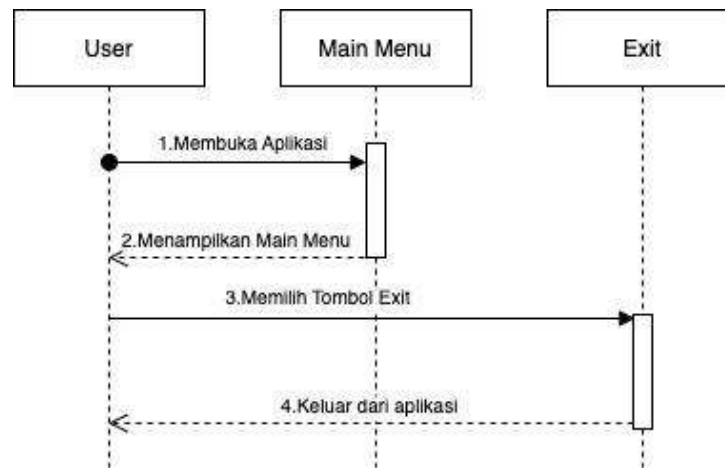 User
Main Menu
Exit
1.Membuka Aplikasi
2.Menampilkan Main Menu
3.Memilih Tombol Exit
4.Keluar dari aplikasi